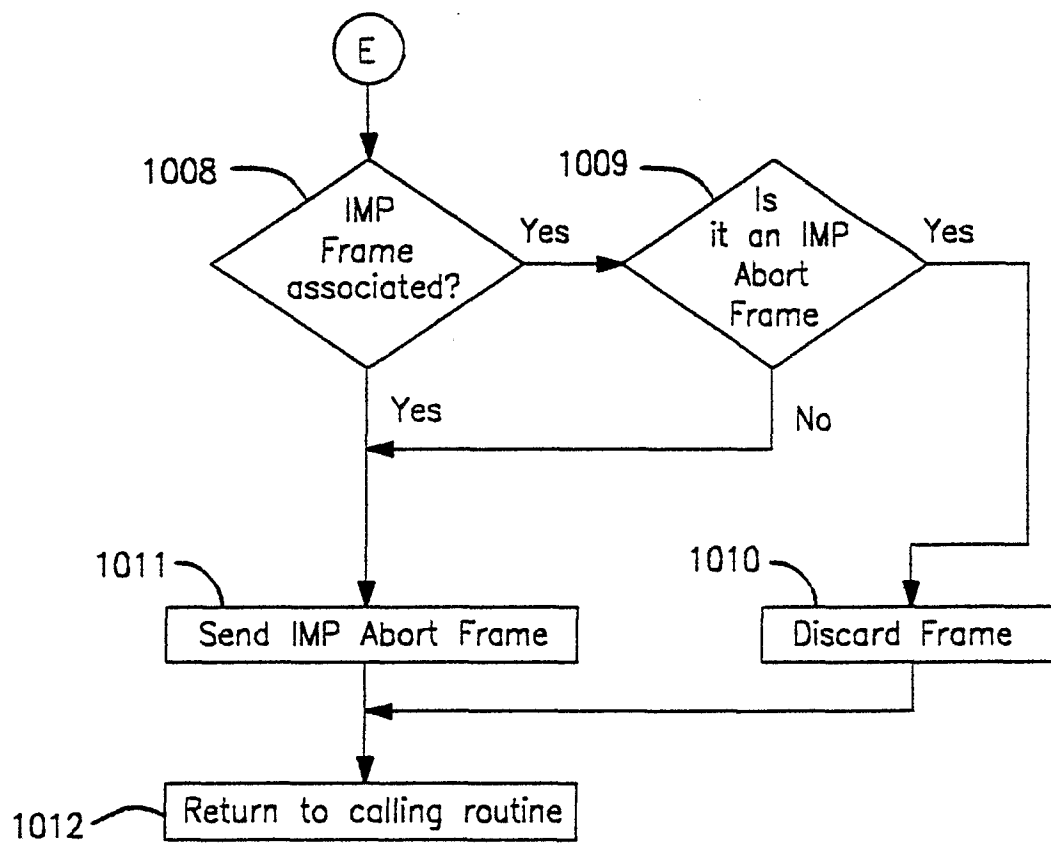 E
1008
IMP
Frame
associated?
Yes
1009
Is
it an IMP
Abort
Frame
Yes
Yes
No
1011
Send IMP Abort Frame
1010
Discard Frame
1012
Return to calling routine